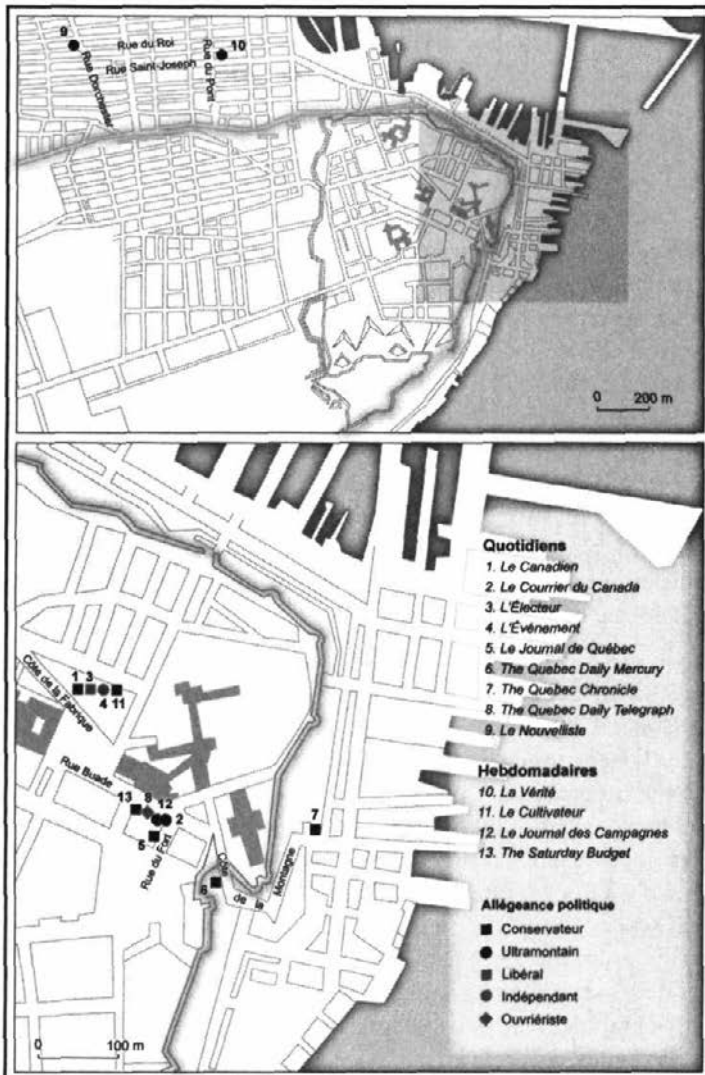 9
Rue du Roi
Rue Saint-Joseph
Rue Dorchester
Rue du Pont
10
0 200 m
Quotidiens
1. Le Canadien
2. Le Courrier du Canada
3. L'Électeur
4. L'Événement
5. Le Journal de Québec
6. The Quebec Daily Mercury
7. The Quebec Chronicle
8. The Quebec Daily Telegraph
9. Le Nouvelliste
Hebdomadaires
10. La Vérité
11. Le Cultivateur
12. Le Journal des Campagnes
13. The Saturday Budget
Allégeance politique
Conservateur
Ultramontain
Libéral
Indépendant
Ouvriériste
Côte de la Fabrique
1 3
4 11
Rue Buade
13 8 12
2
5
Rue du Fort
7
6
Côte de la Montagne
0 100 m